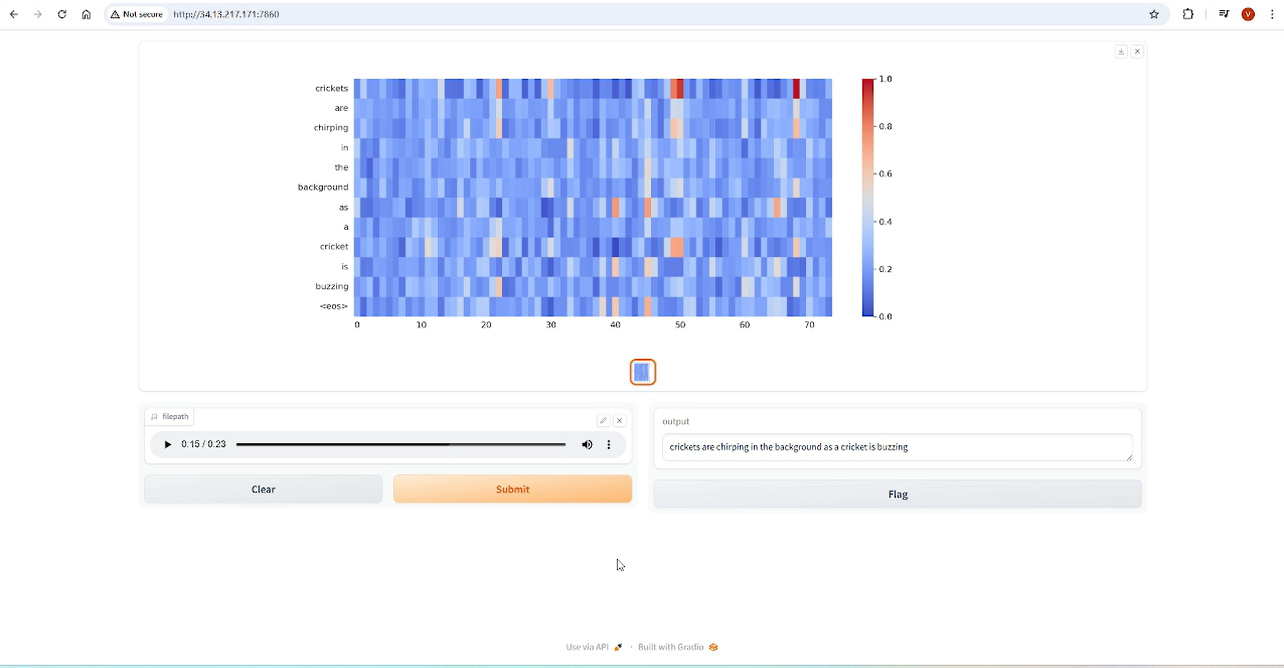 Not secure http://34.13.217.171:7860
V
crickets
are
chirping
in
the
background
as
a
cricket
is
buzzing
<eos>
0 10 20 30 40 50 60 70
1.0
0.8
0.6
0.4
0.2
0.0
filepath
0:15 / 0:23
Clear
Submit
output
crickets are chirping in the background as a cricket is buzzing
Flag
Use via API · Built with Gradio